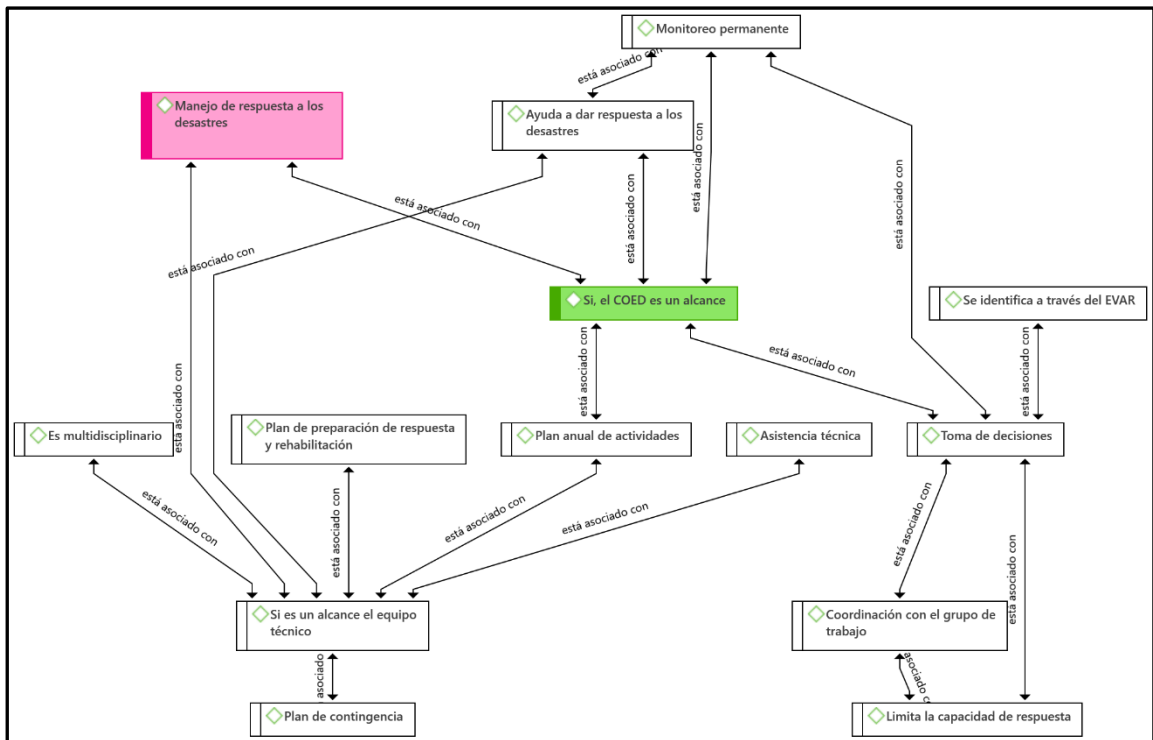 Monitoreo permanente
está asociado con
Manejo de respuesta a los
desastres
Ayuda a dar respuesta a los
desastres
está asociado con
está asociado con
está asociado con
está asociado con
está asociado con
Si, el COED es un alcance
Se identifica a través del EVAR
está asociado con
está asociado con
está asociado con
está asociado con
Es multidisciplinario
Plan de preparación de respuesta
y rehabilitación
Plan anual de actividades
Asistencia técnica
Toma de decisiones
está asociado con
está asociado con
está asociado con
está asociado con
está asociado con
está asociado con
Si es un alcance el equipo
técnico
Coordinación con el grupo de
trabajo
asociado
asociado
Plan de contingencia
Limita la capacidad de respuesta